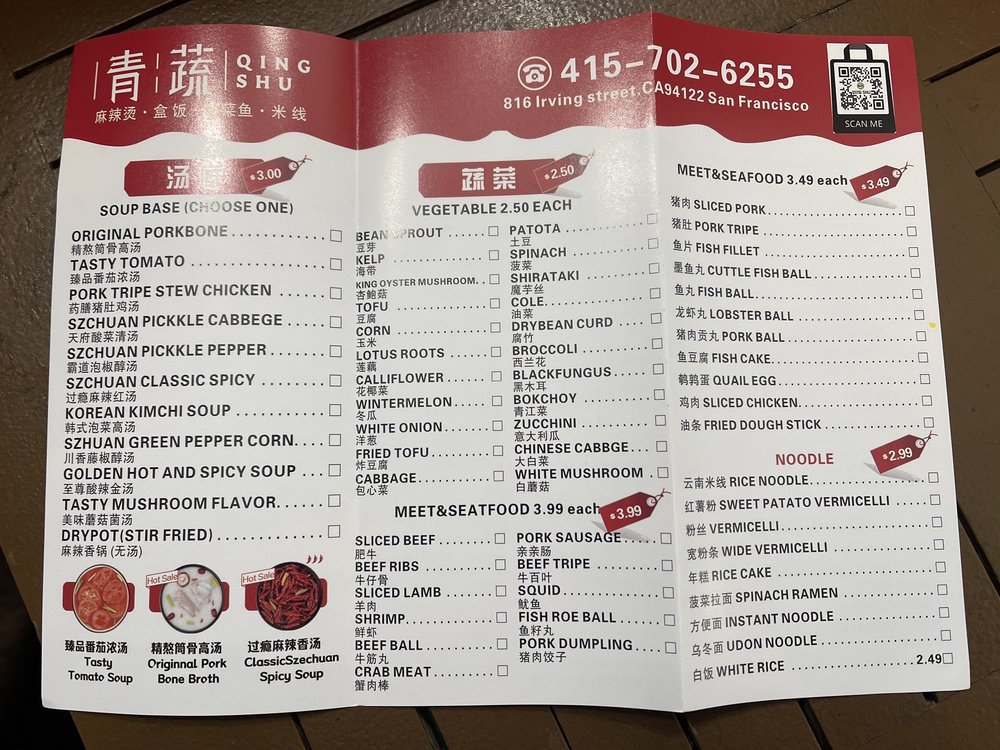 青蔬 QING SHU
麻辣烫·盒饭·菜鱼·米线
415-702-6255
816 Irving street,CA94122 San Francisco
SCAN ME
汤
$3.00
SOUP BASE (CHOOSE ONE)
ORIGINAL PORKBONE
精熬筒骨高汤
TASTY TOMATO
臻品番茄浓汤
PORK TRIPE STEW CHICKEN
药膳猪肚鸡汤
SZCHUAN PICKKLE CABBEGE
天府酸菜清汤
SZCHUAN PICKKLE PEPPER
霸道泡椒醇汤
SZCHUAN CLASSIC SPICY
过瘾麻辣红汤
KOREAN KIMCHI SOUP
韩式泡菜高汤
SZHUAN GREEN PEPPER CORN
川香藤椒醇汤
GOLDEN HOT AND SPICY SOUP
至尊酸辣金汤
TASTY MUSHROOM FLAVOR
美味蘑菇菌汤
DRYPOT(STIR FRIED)
麻辣香锅 (无汤)
Hot Sale
Hot Sale
臻品番茄浓汤
Tasty
Tomato Soup
精熬筒骨高汤
Originnal Pork
Bone Broth
过瘾麻辣香汤
ClassicSzechuan
Spicy Soup
蔬菜
$2.50
VEGETABLE 2.50 EACH
BEAN SPROUT
豆芽
KELP
海带
KING OYSTER MUSHROOM
杏鲍菇
TOFU
豆腐
CORN
玉米
LOTUS ROOTS
莲藕
CALLIFLOWER
花椰菜
WINTERMELON
冬瓜
WHITE ONION
洋葱
FRIED TOFU
炸豆腐
CABBAGE
包心菜
PATOTA
土豆
SPINACH
菠菜
SHIRATAKI
魔芋丝
COLE
油菜
DRYBEAN CURD
腐竹
BROCCOLI
西兰花
BLACKFUNGUS
黑木耳
BOKCHOY
青江菜
ZUCCHINI
意大利瓜
CHINESE CABBGE
大白菜
WHITE MUSHROOM
白蘑菇
MEET&SEATFOOD 3.99 each
$3.99
SLICED BEEF
肥牛
BEEF RIBS
牛仔骨
SLICED LAMB
羊肉
SHRIMP
鲜虾
BEEF BALL
牛筋丸
CRAB MEAT
蟹肉棒
PORK SAUSAGE
亲亲肠
BEEF TRIPE
牛百叶
SQUID
鱿鱼
FISH ROE BALL
鱼籽丸
PORK DUMPLING
猪肉饺子
MEET&SEAFOOD 3.49 each
$3.49
猪肉 SLICED PORK
猪肚 PORK TRIPE
鱼片 FISH FILLET
墨鱼丸 CUTTLE FISH BALL
鱼丸 FISH BALL
龙虾丸 LOBSTER BALL
猪肉贡丸 PORK BALL
鱼豆腐 FISH CAKE
鹌鹑蛋 QUAIL EGG
鸡肉 SLICED CHICKEN
油条 FRIED DOUGH STICK
NOODLE
$2.99
云南米线 RICE NOODLE
红薯粉 SWEET PATATO VERMICELLI
粉丝 VERMICELLI
宽粉条 WIDE VERMICELLI
年糕 RICE CAKE
菠菜拉面 SPINACH RAMEN
方便面 INSTANT NOODLE
乌冬面 UDON NOODLE
白饭 WHITE RICE 2.49